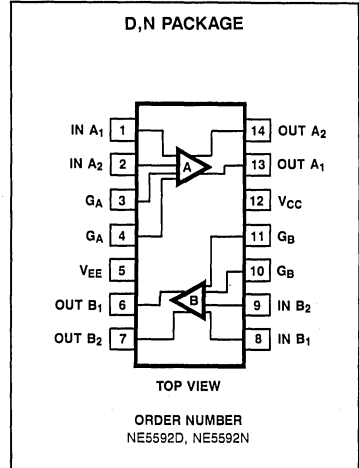 D,N PACKAGE
IN A1 1 14 OUT A2
IN A2 2 A 13 OUT A1
GA 3 12 VCC
GA 4 11 GB
VEE 5 10 GB
OUT B1 6 B 9 IN B2
OUT B2 7 8 IN B1
TOP VIEW
ORDER NUMBER
NE5592D, NE5592N